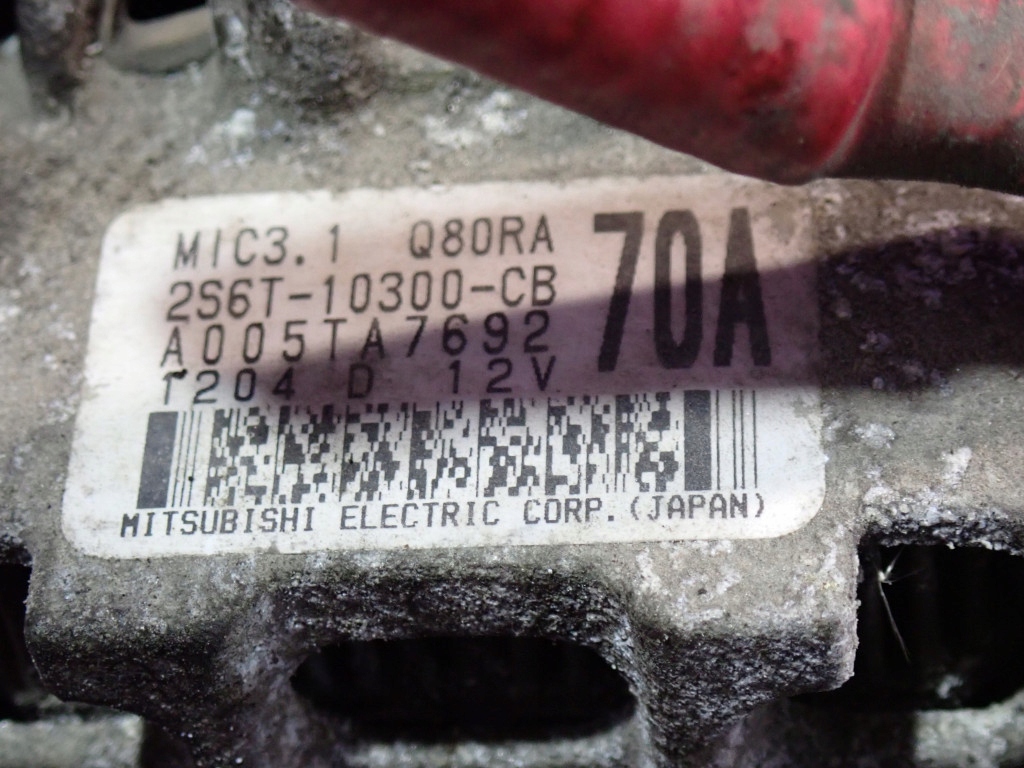 MIC3.1 Q80RA 70A
2S6T-10300-CB
A005TA7692
T204 D 12V
MITSUBISHI ELECTRIC CORP. (JAPAN)